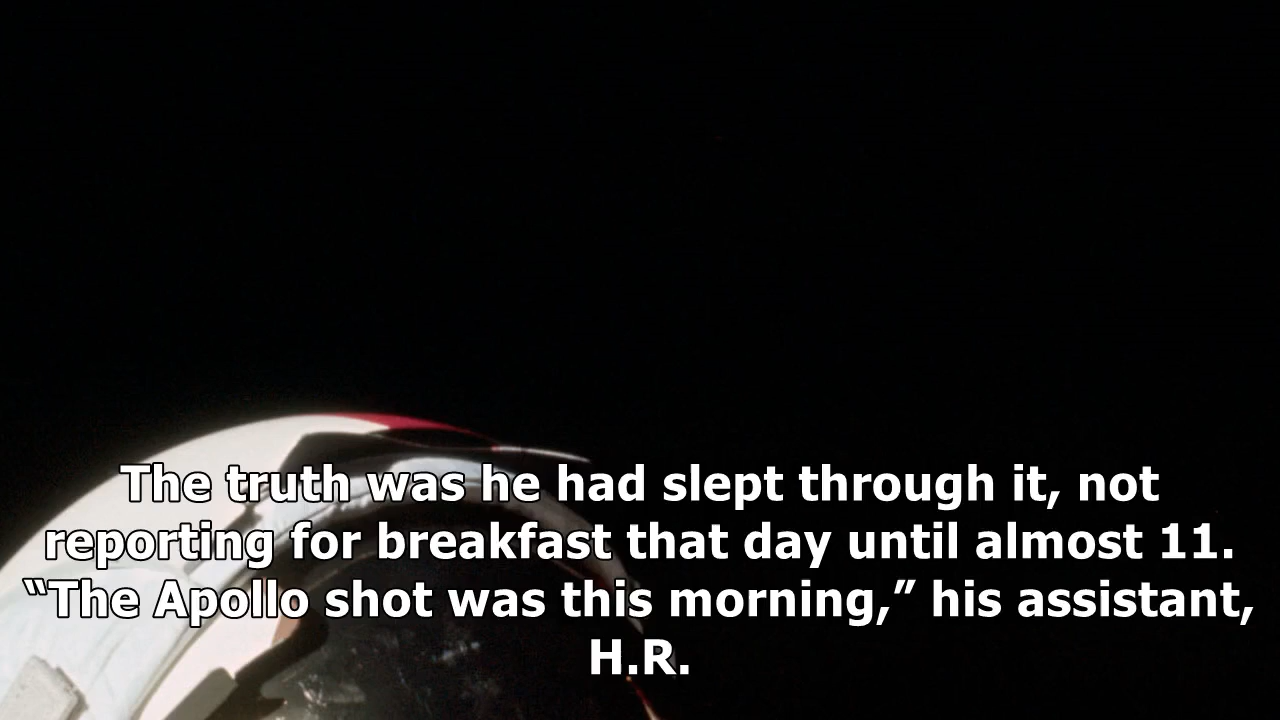 The truth was he had slept through it, not
reporting for breakfast that day until almost 11.
“The Apollo shot was this morning,” his assistant,
H.R.